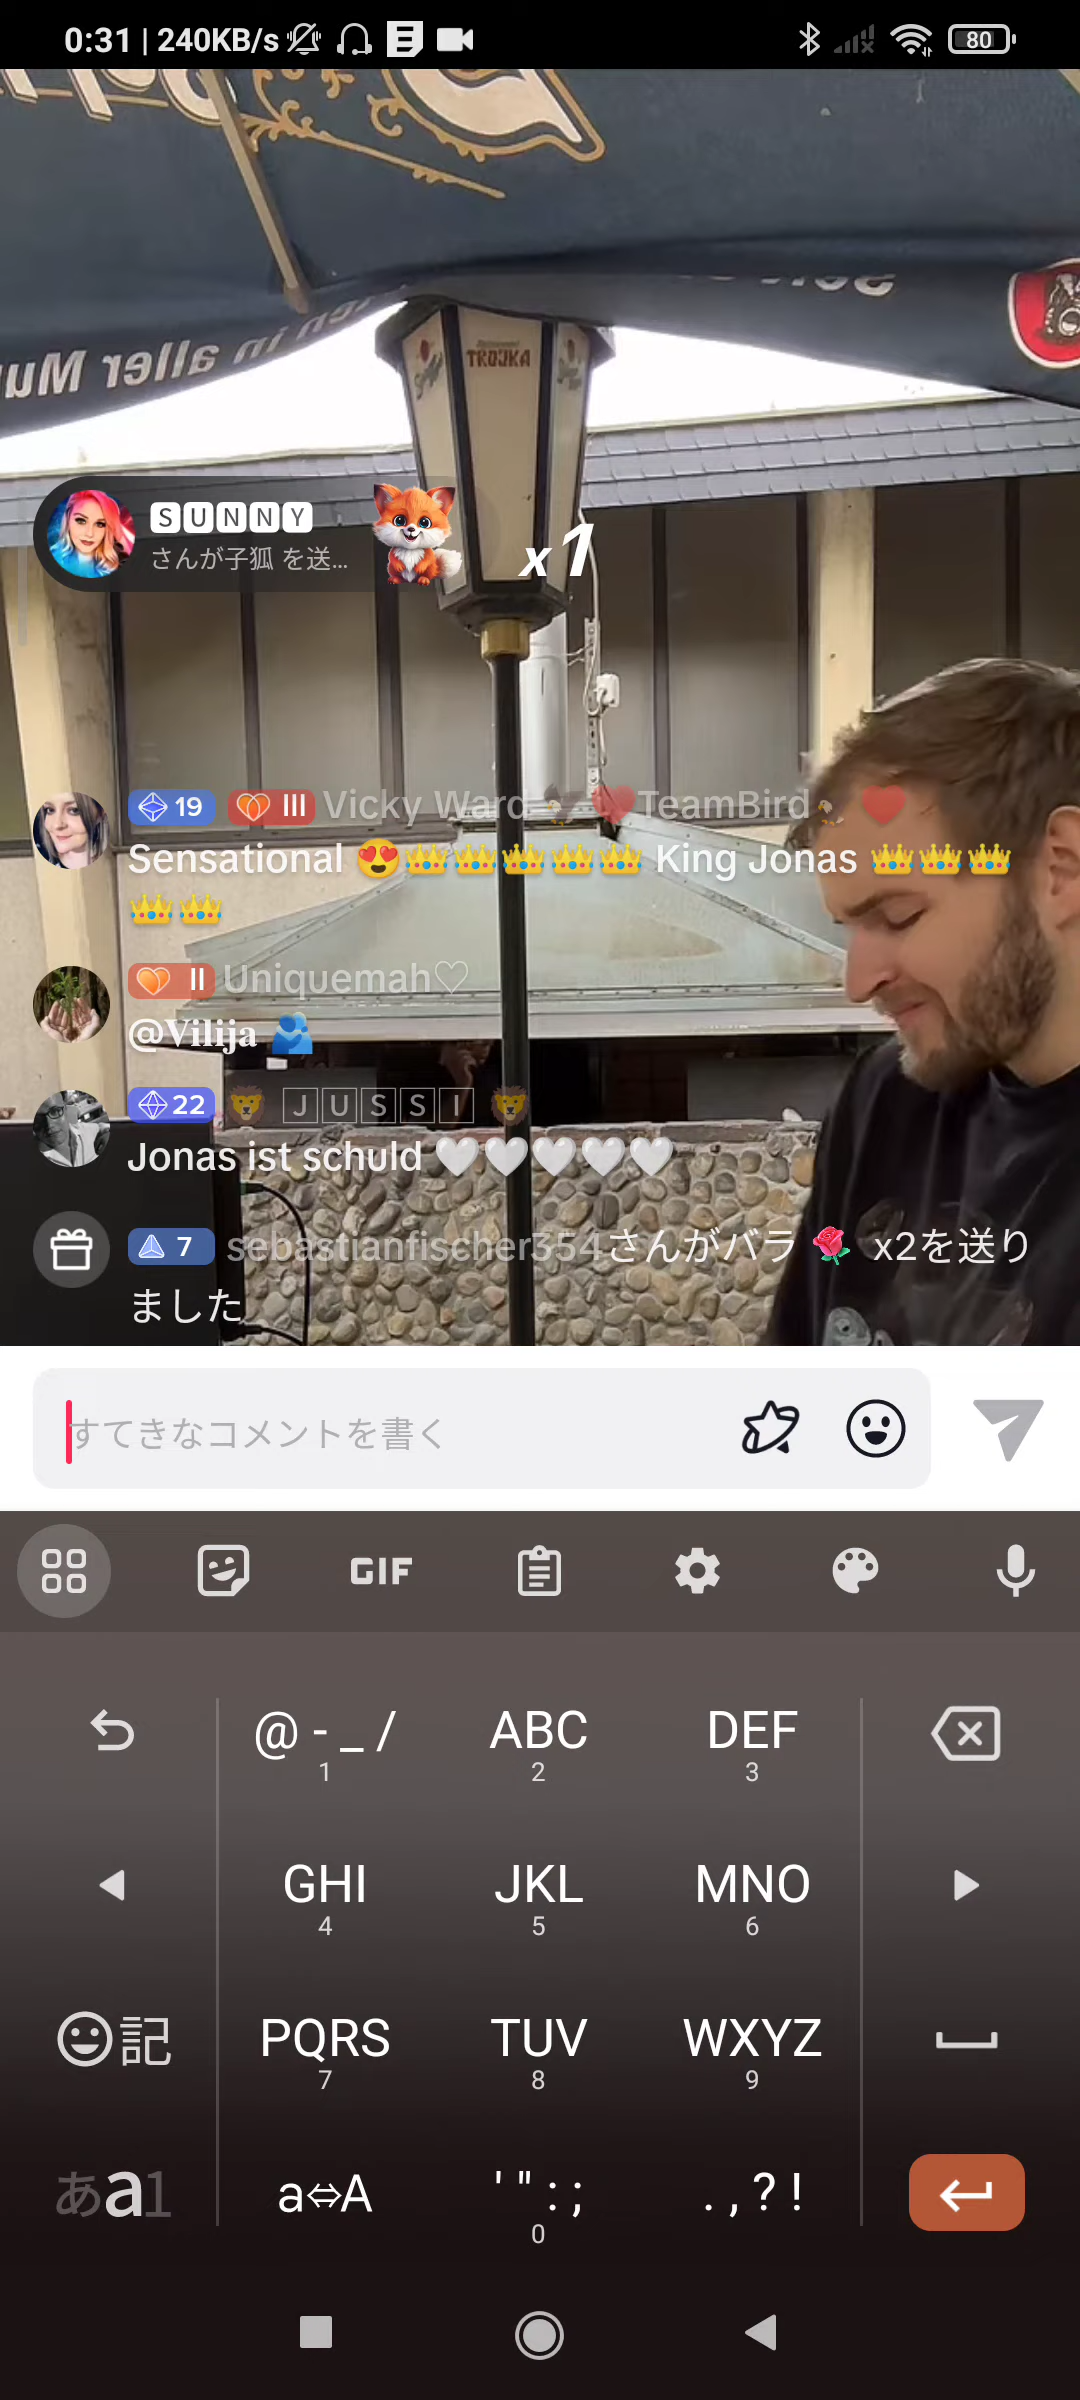 0:31 | 240KB/s
80
TROJKA
in aller Mu
SUNNY
さんが子狐 を送...
x1
19 III Vicky Ward 🦅 ❤️TeamBird🦅 ❤️
Sensational 😍👑👑👑👑👑 King Jonas 👑👑👑
👑👑
II Uniquemah♡
@Vilija 🫂
22 🦁 JUSSI 🦁
Jonas ist schuld 🤍🤍🤍🤍🤍
7 sebastianfischer354さんがバラ 🌹 x2を送り
ました
すてきなコメントを書く
GIF
@-_/ ABC DEF
1 2 3
GHI JKL MNO
4 5 6
記 PQRS TUV WXYZ
7 8 9
あa1 a⇔A '":; .,?!
0